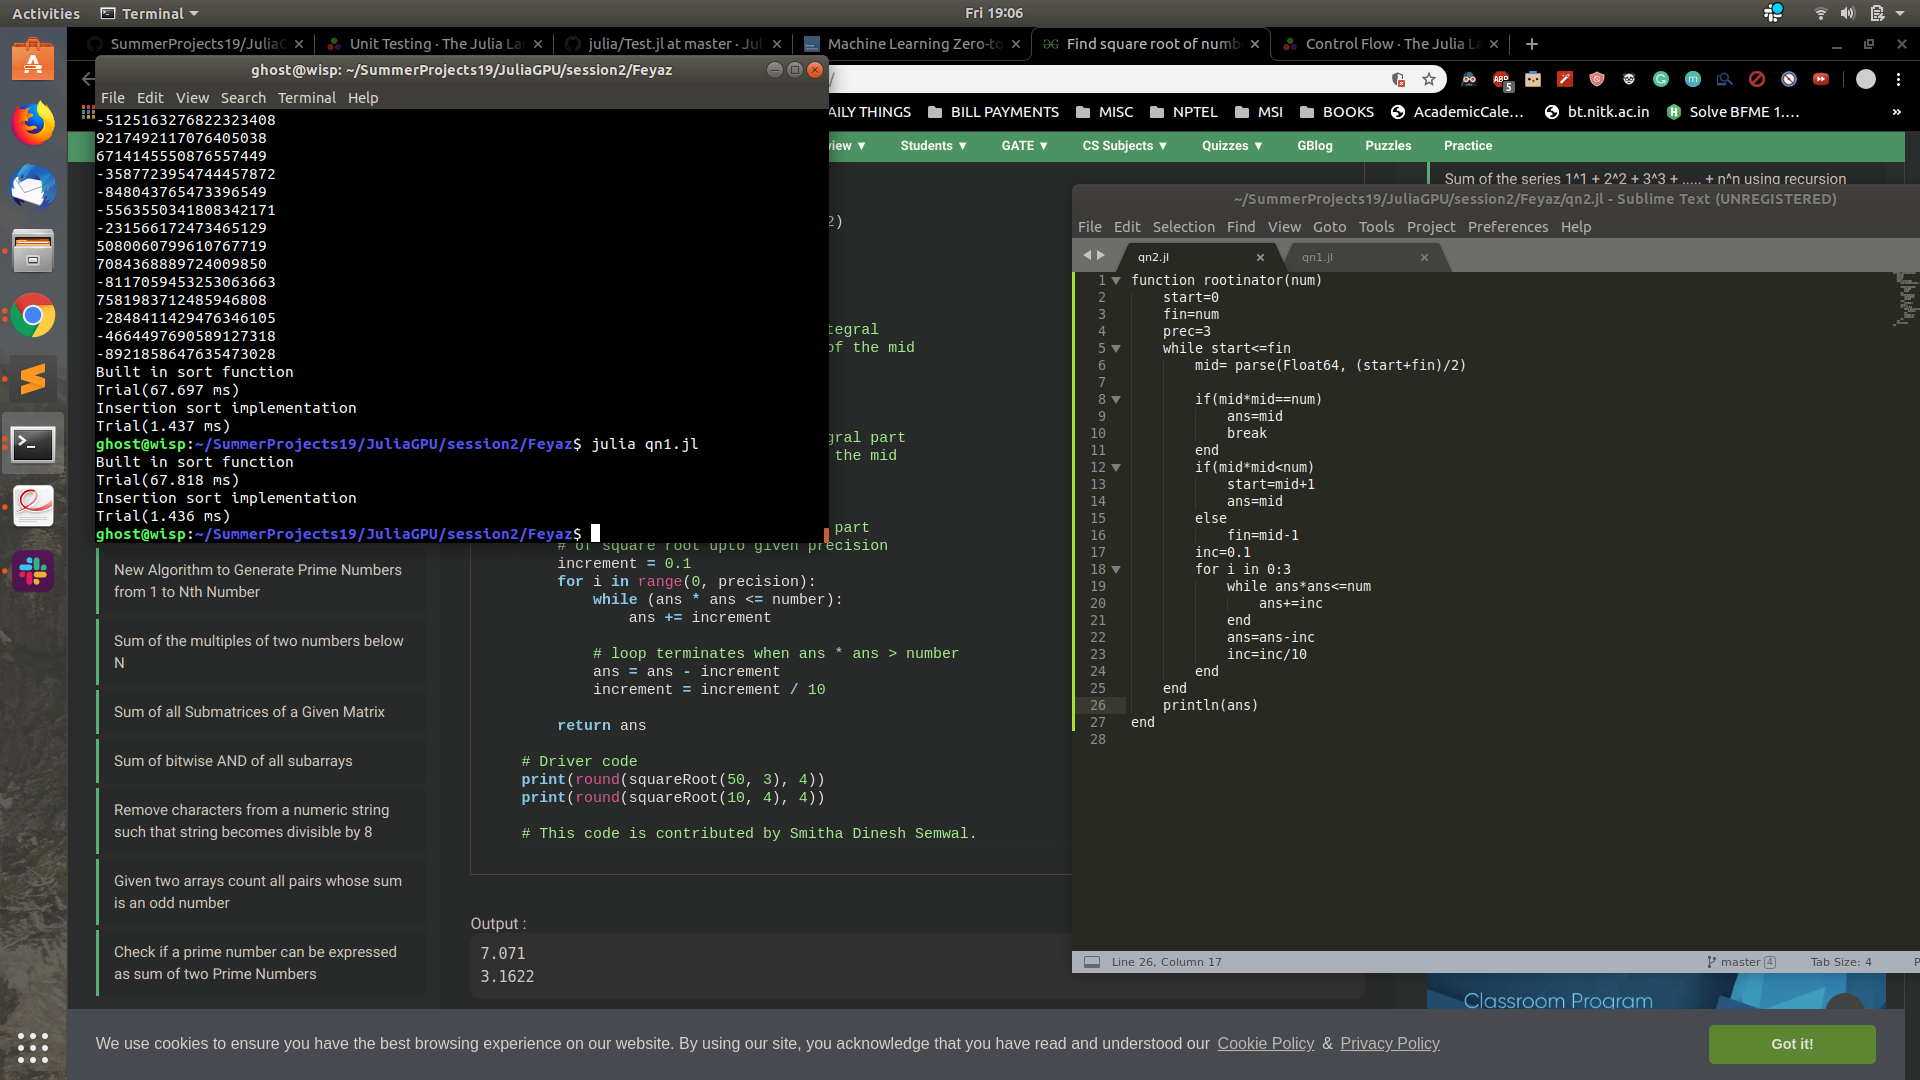 Activities
Terminal
Fri 19:06
SummerProjects19/JuliaG
Unit Testing · The Julia La
julia/Test.jl at master · Jul
Machine Learning Zero-to
Find square root of numb
Control Flow · The Julia La
ghost@wisp: ~/SummerProjects19/JuliaGPU/session2/Feyaz
File Edit View Search Terminal Help
-5125163276822323408
9217492117076405038
6714145550876557449
-3587723954744457872
-848043765473396549
-5563550341808342171
-231566172473465129
5080060799610767719
7084368889724009850
-8117059453253063663
7581983712485946808
-2848411429476346105
-4664497690589127318
-8921858647635473028
Built in sort function
Trial(67.697 ms)
Insertion sort implementation
Trial(1.437 ms)
ghost@wisp:~/SummerProjects19/JuliaGPU/session2/Feyaz$ julia qn1.jl
Built in sort function
Trial(67.818 ms)
Insertion sort implementation
Trial(1.436 ms)
ghost@wisp:~/SummerProjects19/JuliaGPU/session2/Feyaz$
/
5
AILY THINGS
BILL PAYMENTS
MISC
NPTEL
MSI
BOOKS
AcademicCale...
bt.nitk.ac.in
Solve BFME 1....
»
iew ▼
Students ▼
GATE ▼
CS Subjects ▼
Quizzes ▼
GBlog
Puzzles
Practice
Sum of the series 1^1 + 2^2 + 3^3 + ..... + n^n using recursion
2)
tegral
of the mid
gral part
the mid
part
# of square root upto given precision
increment = 0.1
for i in range(0, precision):
while (ans * ans <= number):
ans += increment
# loop terminates when ans * ans > number
ans = ans - increment
increment = increment / 10
return ans
# Driver code
print(round(squareRoot(50, 3), 4))
print(round(squareRoot(10, 4), 4))
# This code is contributed by Smitha Dinesh Semwal.
Output :
7.071
3.1622
New Algorithm to Generate Prime Numbers
from 1 to Nth Number
Sum of the multiples of two numbers below
N
Sum of all Submatrices of a Given Matrix
Sum of bitwise AND of all subarrays
Remove characters from a numeric string
such that string becomes divisible by 8
Given two arrays count all pairs whose sum
is an odd number
Check if a prime number can be expressed
as sum of two Prime Numbers
~/SummerProjects19/JuliaGPU/session2/Feyaz/qn2.jl - Sublime Text (UNREGISTERED)
File Edit Selection Find View Goto Tools Project Preferences Help
qn2.jl
qn1.jl
1 function rootinator(num)
2 start=0
3 fin=num
4 prec=3
5 while start<=fin
6 mid= parse(Float64, (start+fin)/2)
7
8 if(mid*mid==num)
9 ans=mid
10 break
11 end
12 if(mid*mid<num)
13 start=mid+1
14 ans=mid
15 else
16 fin=mid-1
17 inc=0.1
18 for i in 0:3
19 while ans*ans<=num
20 ans+=inc
21 end
22 ans=ans-inc
23 inc=inc/10
24 end
25 end
26 println(ans)
27 end
28
Line 26, Column 17
master 4
Tab Size: 4
P
Classroom Program
We use cookies to ensure you have the best browsing experience on our website. By using our site, you acknowledge that you have read and understood our Cookie Policy & Privacy Policy
Got it!